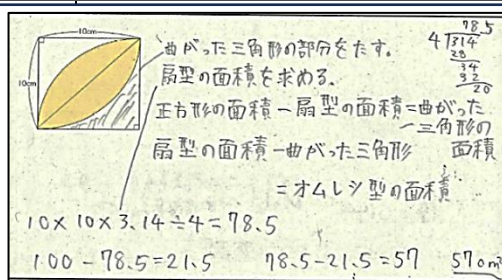 10cm
10cm
曲がった三角形の部分をたす。
扇型の面積を求める。
正方形の面積－扇型の面積＝曲がった三角形の面積
扇型の面積－曲がった三角形
＝オムレツ型の面積
78.5
4)314
28
34
32
20
10×10×3.14÷4＝78.5
100－78.5＝21.5
78.5－21.5＝57
57cm